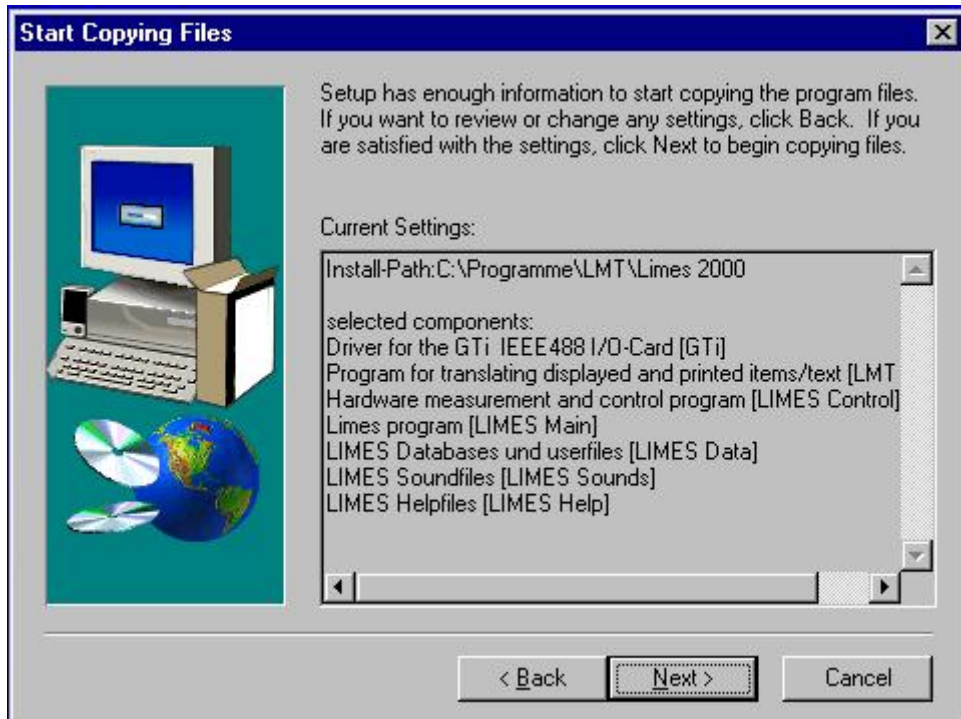 Start Copying Files
Setup has enough information to start copying the program files.
If you want to review or change any settings, click Back. If you
are satisfied with the settings, click Next to begin copying files.
Current Settings:
Install-Path:C:\Programme\LMT\Limes 2000
selected components:
Driver for the GTi IEEE488 I/O-Card [GTi]
Program for translating displayed and printed items/text [LMT
Hardware measurement and control program [LIMES Control]
Limes program [LIMES Main]
LIMES Databases und userfiles [LIMES Data]
LIMES Soundfiles [LIMES Sounds]
LIMES Helpfiles [LIMES Help]
< Back
Next >
Cancel